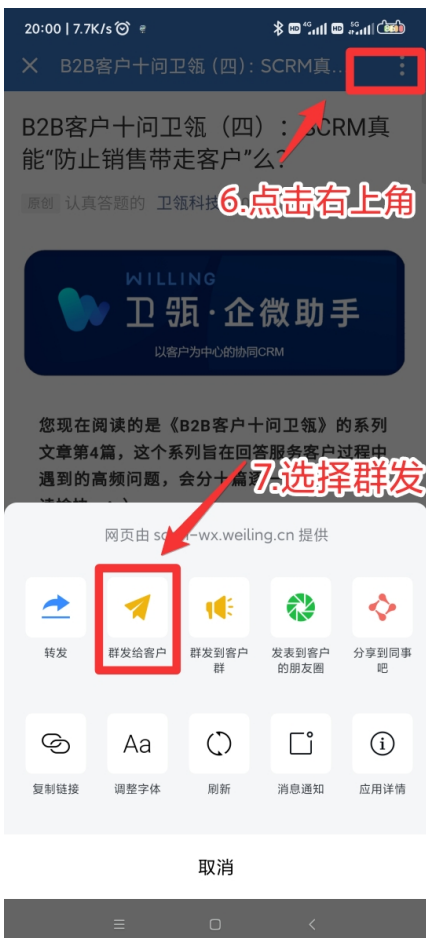 20:00 | 7.7K/s
HD 4G HD 5G
B2B客户十问卫瓴 (四)：SCRM真...
B2B客户十问卫瓴（四）：SCRM真
能“防止销售带走客户”么？
6.点击右上角
原创 认真答题的 卫瓴科技
WILLING
卫瓴·企微助手
以客户为中心的协同CRM
您现在阅读的是《B2B客户十问卫瓴》的系列
文章第4篇，这个系列旨在回答服务客户过程中
遇到的高频问题，会分十篇
7.选择群发
网页由 sc -wx.weiling.cn 提供
转发
群发给客户
群发到客户
群
发表到客户
的朋友圈
分享到同事
吧
Aa
复制链接
调整字体
刷新
消息通知
应用详情
取消